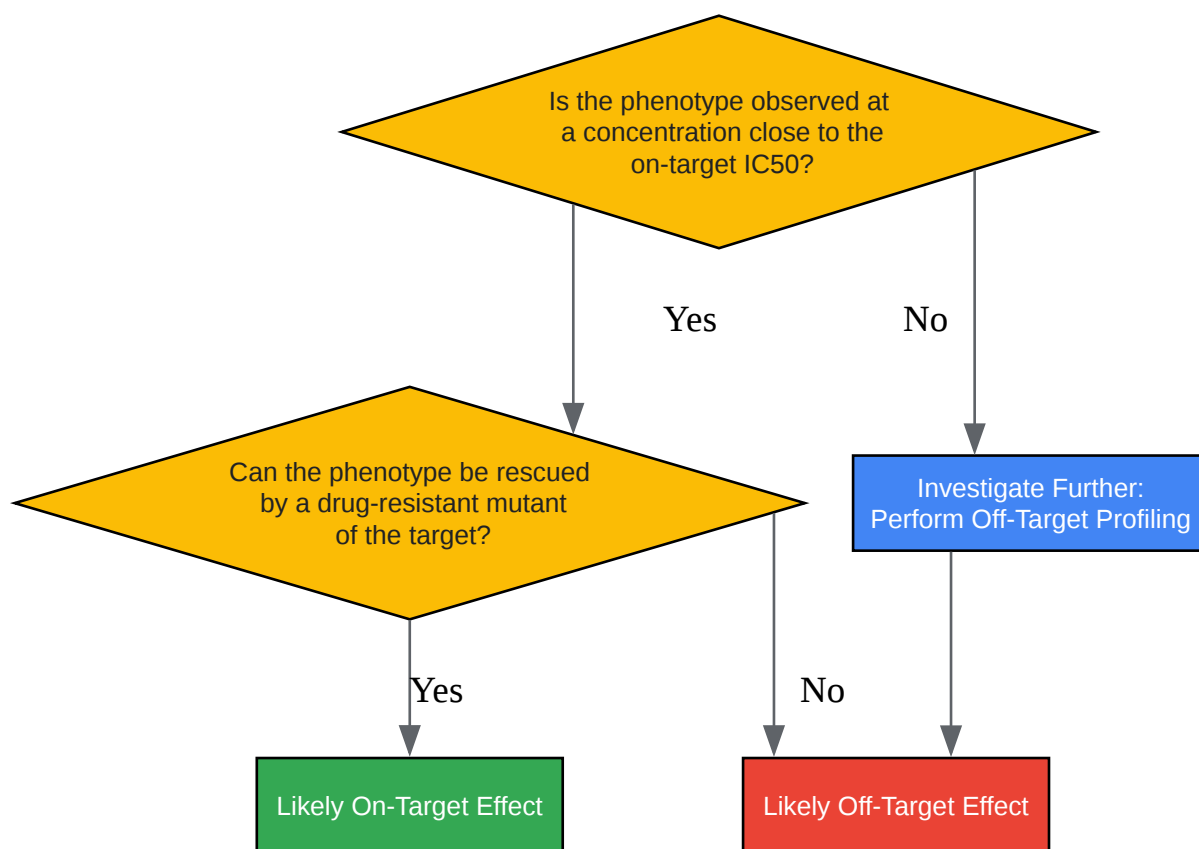 Is the phenotype observed at
a concentration close to the
on-target IC50?
Yes
No
Can the phenotype be rescued
by a drug-resistant mutant
of the target?
Investigate Further:
Perform Off-Target Profiling
Yes
No
Likely On-Target Effect
Likely Off-Target Effect